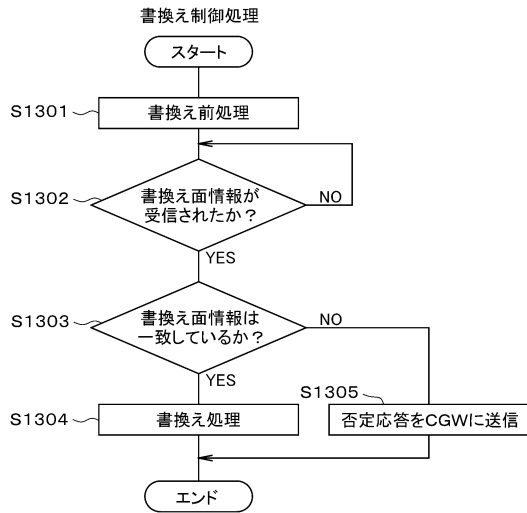 書換え制御処理
スタート
S1301
書換え前処理
S1302
書換え面情報が
受信されたか？
NO
YES
S1303
書換え面情報は
一致しているか？
NO
YES
S1305
S1304
書換え処理
否定応答をCGWに送信
エンド